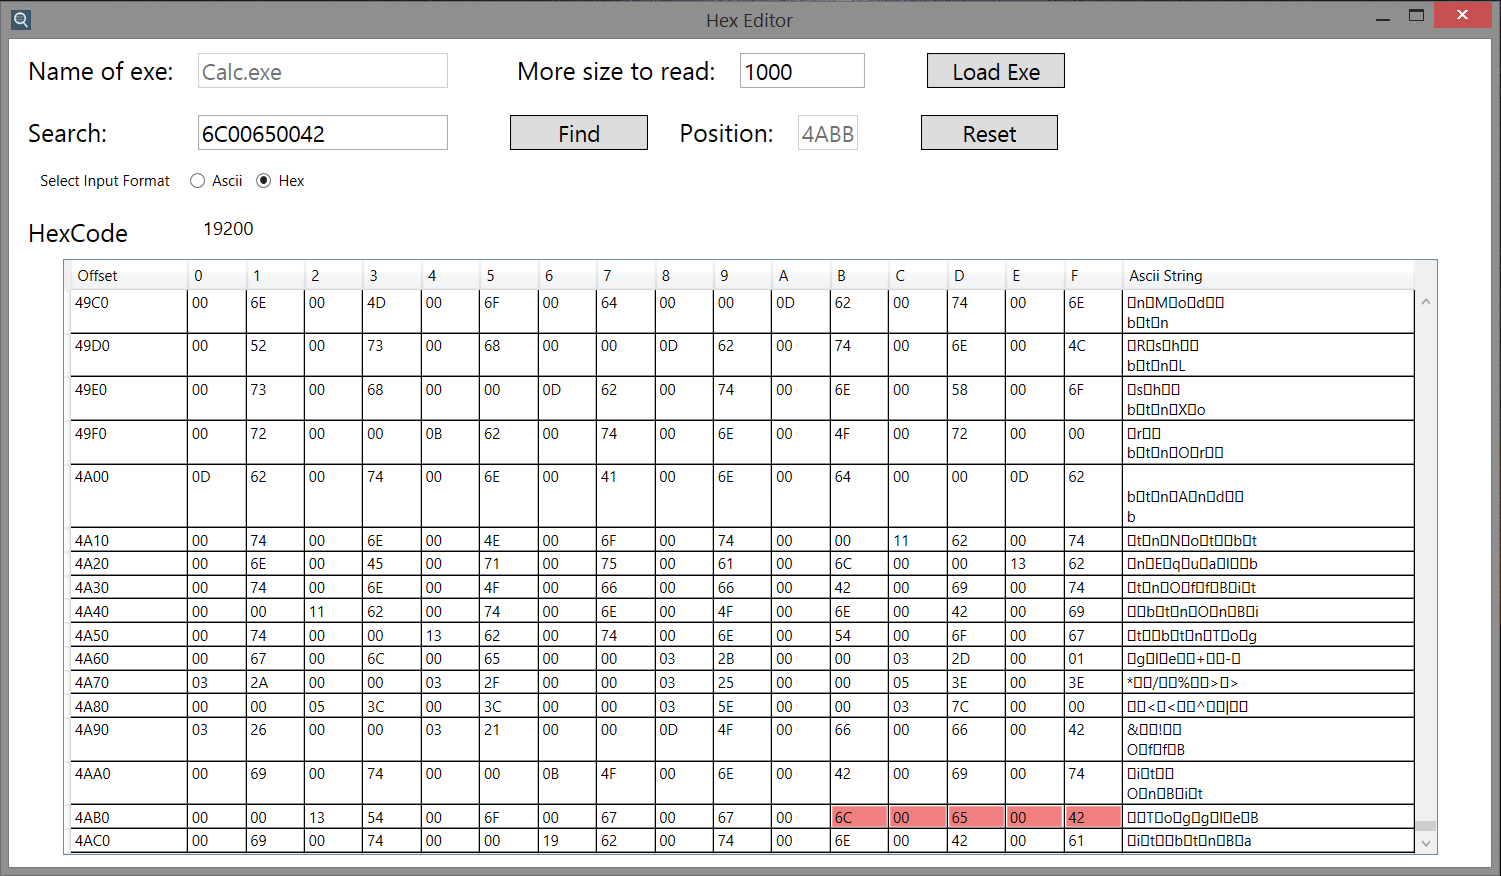 Hex Editor
Name of exe: Calc.exe More size to read: 1000 Load Exe
Search: 6C00650042 Find Position: 4ABB Reset
Select Input Format Ascii Hex
HexCode 19200
Offset 0 1 2 3 4 5 6 7 8 9 A B C D E F Ascii String
49C0 00 6E 00 4D 00 6F 00 64 00 00 0D 62 00 74 00 6E ▯n▯M▯o▯d▯▯
b▯t▯n
49D0 00 52 00 73 00 68 00 00 0D 62 00 74 00 6E 00 4C ▯R▯s▯h▯▯
b▯t▯n▯L
49E0 00 73 00 68 00 00 0D 62 00 74 00 6E 00 58 00 6F ▯s▯h▯▯
b▯t▯n▯X▯o
49F0 00 72 00 00 0B 62 00 74 00 6E 00 4F 00 72 00 00 ▯r▯▯
b▯t▯n▯O▯r▯▯
4A00 0D 62 00 74 00 6E 00 41 00 6E 00 64 00 00 0D 62
b▯t▯n▯A▯n▯d▯▯
b
4A10 00 74 00 6E 00 4E 00 6F 00 74 00 00 11 62 00 74 ▯t▯n▯N▯o▯t▯▯b▯t
4A20 00 6E 00 45 00 71 00 75 00 61 00 6C 00 00 13 62 ▯n▯E▯q▯u▯a▯l▯▯b
4A30 00 74 00 6E 00 4F 00 66 00 66 00 42 00 69 00 74 ▯t▯n▯O▯f▯f▯B▯i▯t
4A40 00 00 11 62 00 74 00 6E 00 4F 00 6E 00 42 00 69 ▯▯b▯t▯n▯O▯n▯B▯i
4A50 00 74 00 00 13 62 00 74 00 6E 00 54 00 6F 00 67 ▯t▯▯b▯t▯n▯T▯o▯g
4A60 00 67 00 6C 00 65 00 00 03 2B 00 00 03 2D 00 01 ▯g▯l▯e▯▯+▯▯-▯
4A70 03 2A 00 00 03 2F 00 00 03 25 00 00 05 3E 00 3E *▯▯/▯▯%▯▯>▯>
4A80 00 00 05 3C 00 3C 00 00 03 5E 00 00 03 7C 00 00 ▯▯<▯<▯▯^▯▯|▯▯
4A90 03 26 00 00 03 21 00 00 0D 4F 00 66 00 66 00 42 &▯▯!▯▯
O▯f▯f▯B
4AA0 00 69 00 74 00 00 0B 4F 00 6E 00 42 00 69 00 74 ▯i▯t▯▯
O▯n▯B▯i▯t
4AB0 00 00 13 54 00 6F 00 67 00 67 00 6C 00 65 00 42 ▯▯T▯o▯g▯g▯l▯e▯B
4AC0 00 69 00 74 00 00 19 62 00 74 00 6E 00 42 00 61 ▯i▯t▯▯b▯t▯n▯B▯a